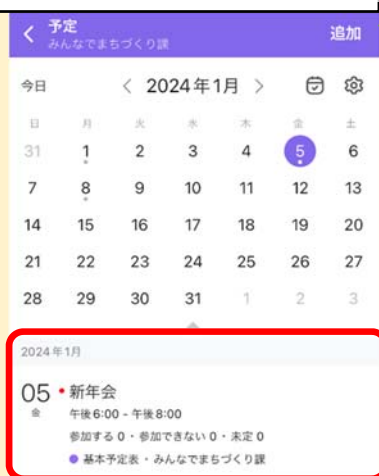 予定
みんなでまちづくり課
追加
今日 < 2024年1月 >
日 月 火 水 木 金 土
31 1 2 3 4 5 6
7 8 9 10 11 12 13
14 15 16 17 18 19 20
21 22 23 24 25 26 27
28 29 30 31 1 2 3
2024年1月
05 新年会
金 午後6:00 - 午後8:00
参加する 0・参加できない 0・未定 0
基本予定表・みんなでまちづくり課